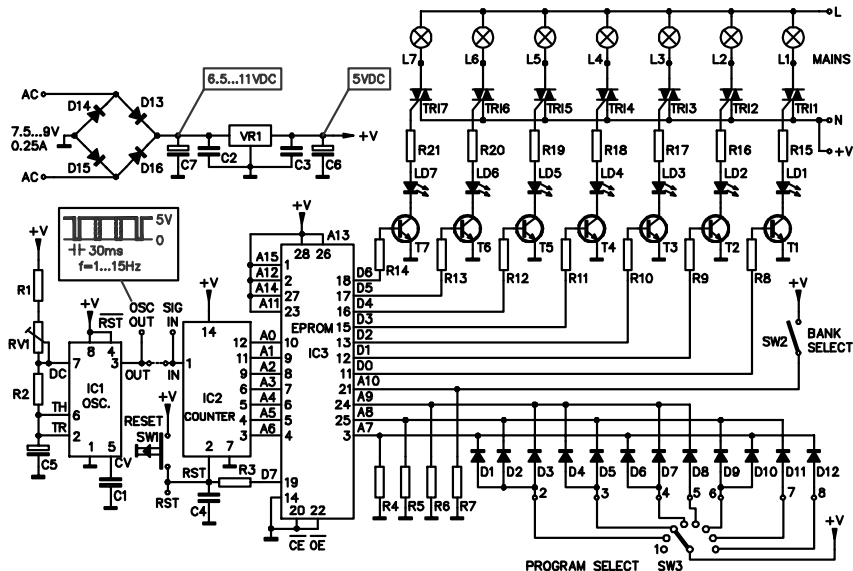 L
L7 L6 L5 L4 L3 L2 L1 MAINS
6.5...11VDC 5VDC
TRI7 TRI6 TRI5 TRI4 TRI3 TRI2 TRI1
N
AC
D14 D13
7.5...9V
0.25A
VR1
+V
D15 D16
C7 C2 C3 C6
AC
R21 R20 R19 R18 R17 R16 R15
+V
LD7 LD6 LD5 LD4 LD3 LD2 LD1
T7 T6 T5 T4 T3 T2 T1
5V
0
30ms
f=1...15Hz
+V
+V
A13
28 26
R14 R13 R12 R11 R10 R9 R8
A15 1
A12 2
A14 27
A11 23
EPROM
IC3
D6 18
D5 17
D4 16
D3 15
D2 13
D1 12
D0 11
A10 21
A9 24
A8 25
A7 3
+V
SW2 BANK
SELECT
R1
RV1
R2
+V
RST
8 4
OSC
OUT
SIG
IN
+V
14
7 DC
3 OUT
1 IN
IC1
OSC.
TH 6
TR 2
1 5
CV
C5
C1
IC2
COUNTER
12 A0 10
11 A1 9
9 A2 8
6 A3 7
5 A4 6
4 A5 5
3 A6 4
2 7
RESET
SW1
+V
RST
RST
R3
D7 19
14
C4
20 22
CE OE
R4 R5 R6 R7
D1 D2 D3 D4 D5 D6 D7 D8 D9 D10 D11 D12
2 3 4 5 6 7 8
1
+V
PROGRAM SELECT SW3